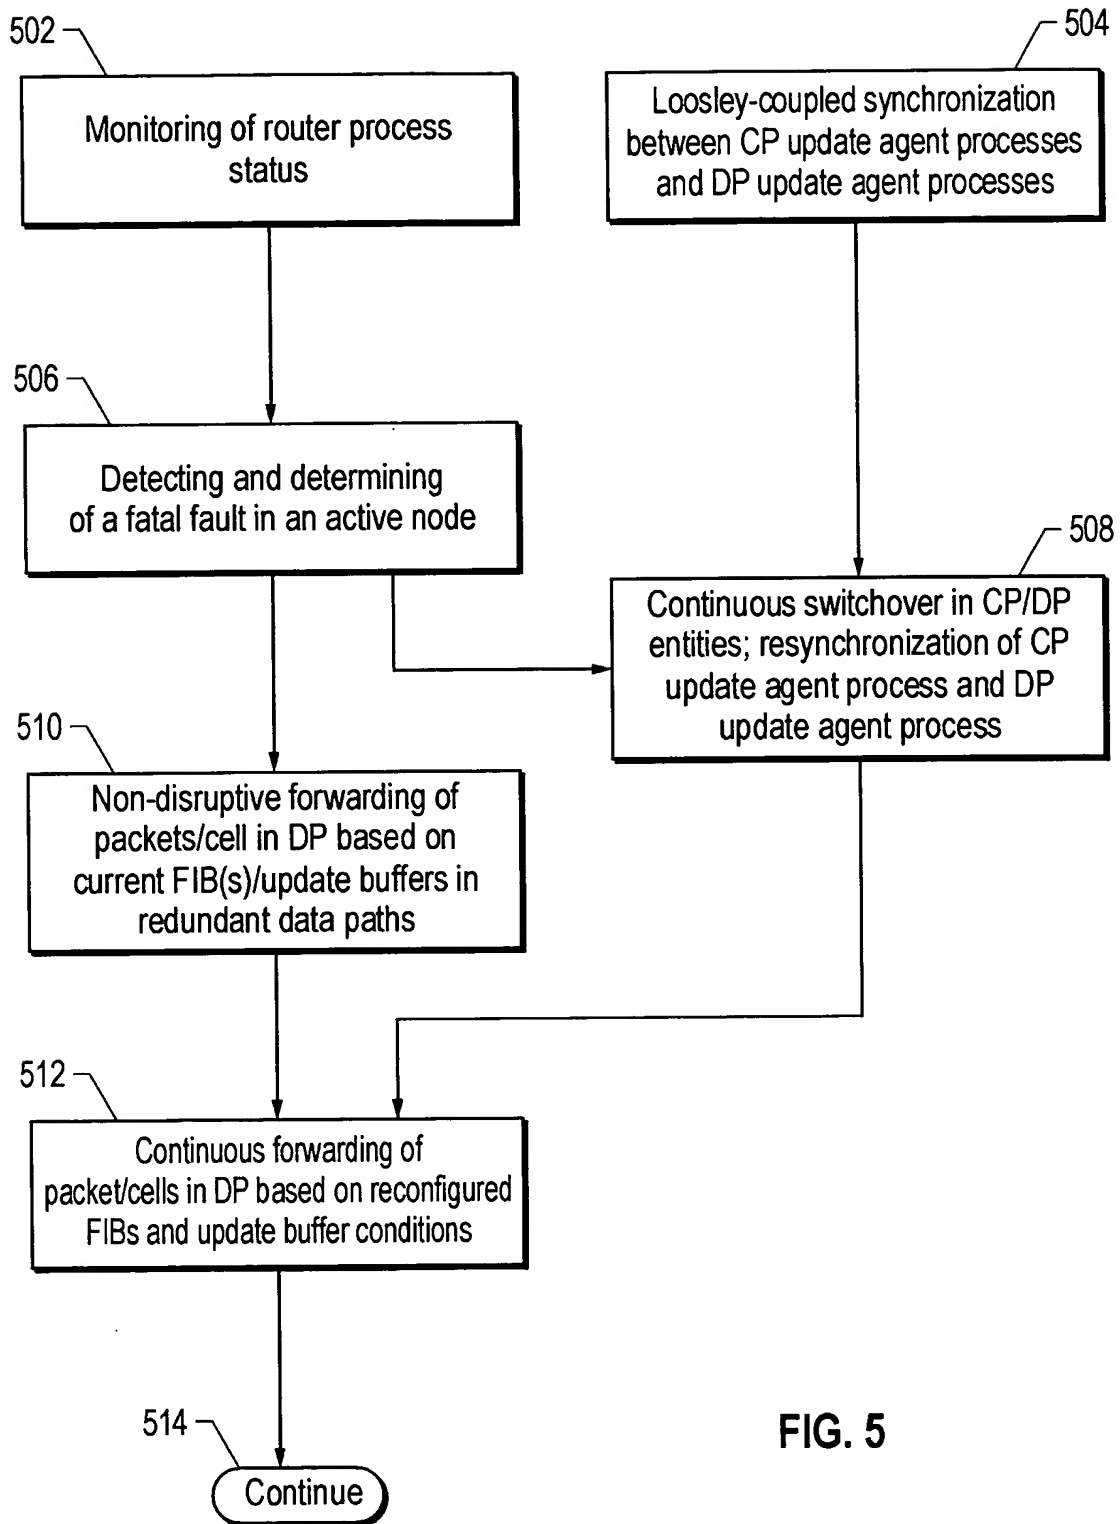 502
Monitoring of router process
status
504
Loosley-coupled synchronization
between CP update agent processes
and DP update agent processes
506
Detecting and determining
of a fatal fault in an active node
508
Continuous switchover in CP/DP
entities; resynchronization of CP
update agent process and DP
update agent process
510
Non-disruptive forwarding of
packets/cell in DP based on
current FIB(s)/update buffers in
redundant data paths
512
Continuous forwarding of
packet/cells in DP based on reconfigured
FIBs and update buffer conditions
514
Continue
FIG. 5